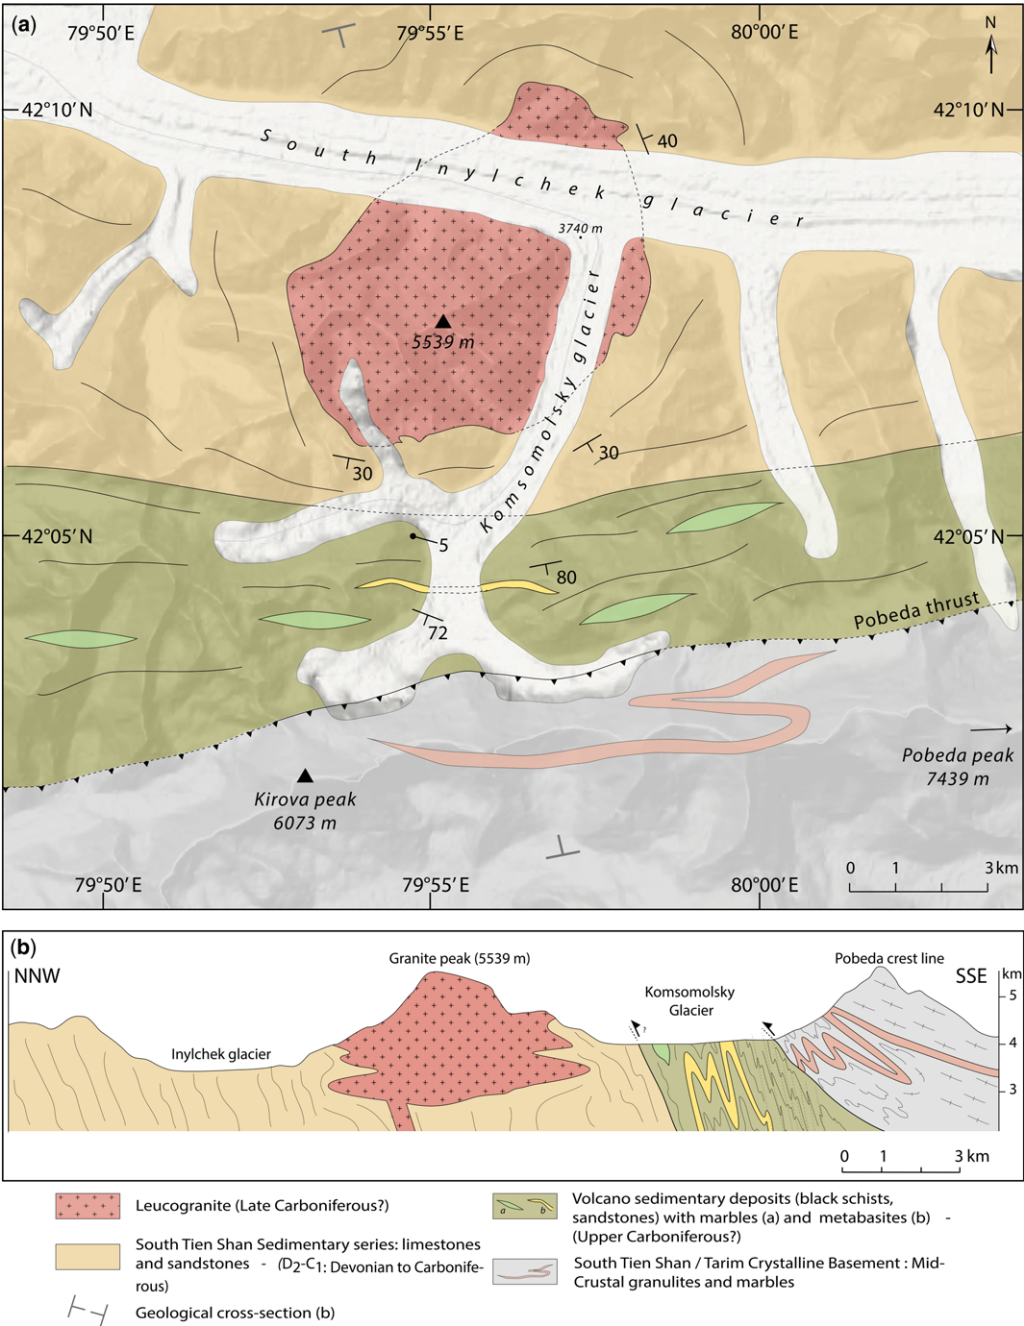 (a)
79°50′ E
79°55′ E
80°00′ E
N
42°10′ N
42°10′ N
South Inylchek glacier
40
3740 m
5539 m
Komsomolsky glacier
30
30
42°05′ N
42°05′ N
5
80
72
Pobeda thrust
Pobeda peak
7439 m
Kirova peak
6073 m
0 1 3 km
79°50′ E
79°55′ E
80°00′ E
(b)
NNW
Granite peak (5539 m)
Pobeda crest line
SSE
km
Komsomolsky
Glacier
5
Inylchek glacier
4
3
0 1 3 km
Leucogranite (Late Carboniferous?)
South Tien Shan Sedimentary series: limestones
and sandstones - (D2-C1: Devonian to Carbonife-
rous)
Geological cross-section (b)
a b
Volcano sedimentary deposits (black schists,
sandstones) with marbles (a) and metabasites (b) -
(Upper Carboniferous?)
South Tien Shan / Tarim Crystalline Basement : Mid-
Crustal granulites and marbles